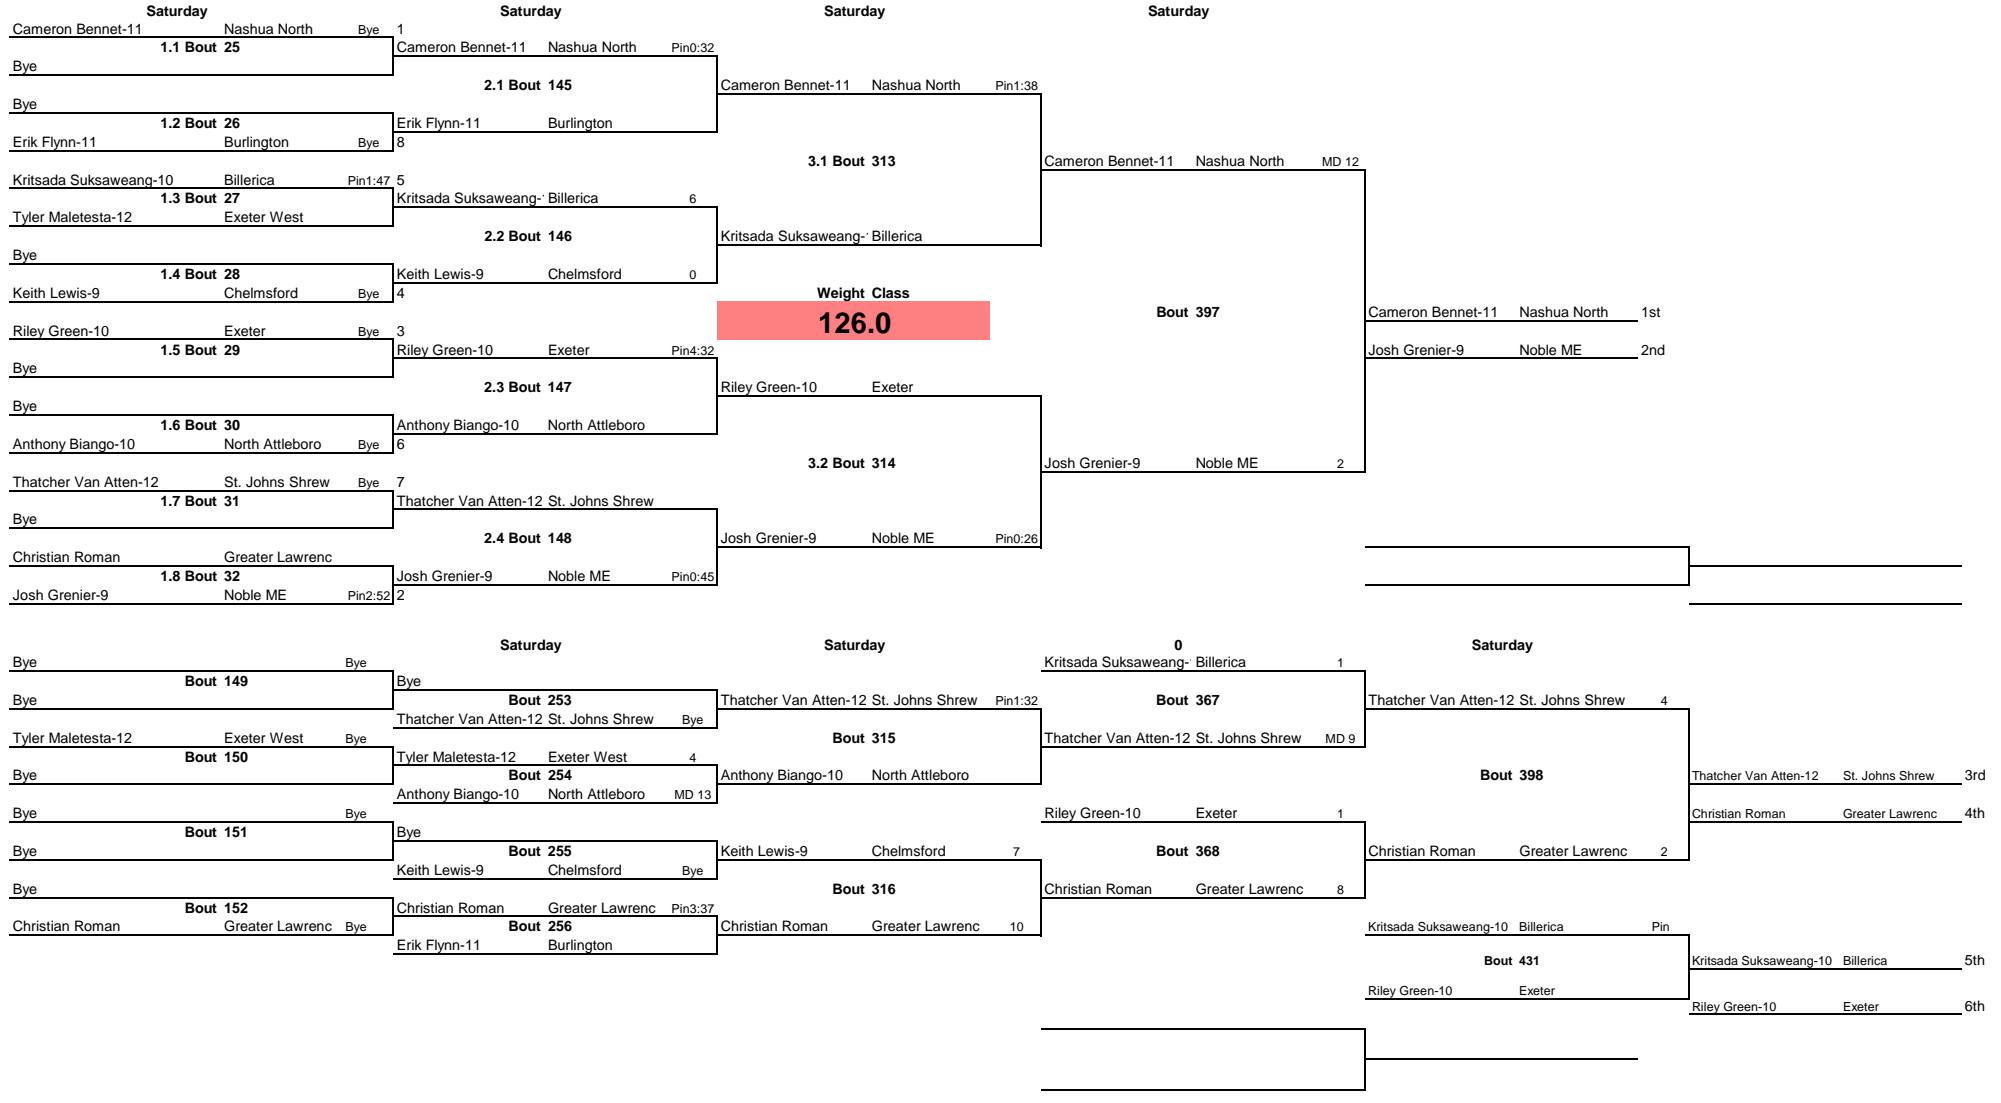 Saturday Saturday Saturday Saturday
Cameron Bennet-11 Nashua North Bye 1
1.1 Bout 25 Cameron Bennet-11 Nashua North Pin0:32
Bye
2.1 Bout 145 Cameron Bennet-11 Nashua North Pin1:38
Bye
1.2 Bout 26 Erik Flynn-11 Burlington
Erik Flynn-11 Burlington Bye 8
3.1 Bout 313 Cameron Bennet-11 Nashua North MD 12
Kritsada Suksaweang-10 Billerica Pin1:47 5
1.3 Bout 27 Kritsada Suksaweang- Billerica 6
Tyler Maletesta-12 Exeter West
2.2 Bout 146 Kritsada Suksaweang- Billerica
Bye
1.4 Bout 28 Keith Lewis-9 Chelmsford 0
Keith Lewis-9 Chelmsford Bye 4 Weight Class
126.0 Bout 397 Cameron Bennet-11 Nashua North 1st
Riley Green-10 Exeter Bye 3
1.5 Bout 29 Riley Green-10 Exeter Pin4:32 Josh Grenier-9 Noble ME 2nd
Bye
2.3 Bout 147 Riley Green-10 Exeter
Bye
1.6 Bout 30 Anthony Biango-10 North Attleboro
Anthony Biango-10 North Attleboro Bye 6
3.2 Bout 314 Josh Grenier-9 Noble ME 2
Thatcher Van Atten-12 St. Johns Shrew Bye 7
1.7 Bout 31 Thatcher Van Atten-12 St. Johns Shrew
Bye
2.4 Bout 148 Josh Grenier-9 Noble ME Pin0:26
Christian Roman Greater Lawrenc
1.8 Bout 32 Josh Grenier-9 Noble ME Pin0:45
Josh Grenier-9 Noble ME Pin2:52 2
Saturday Saturday 0 Saturday
Bye Bye Kritsada Suksaweang- Billerica 1
Bout 149 Bye
Bye Bout 253 Thatcher Van Atten-12 St. Johns Shrew Pin1:32 Bout 367 Thatcher Van Atten-12 St. Johns Shrew 4
Thatcher Van Atten-12 St. Johns Shrew Bye
Tyler Maletesta-12 Exeter West Bye Bout 315 Thatcher Van Atten-12 St. Johns Shrew MD 9
Bout 150 Tyler Maletesta-12 Exeter West 4
Bye Bout 254 Anthony Biango-10 North Attleboro Bout 398 Thatcher Van Atten-12 St. Johns Shrew 3rd
Anthony Biango-10 North Attleboro MD 13
Bye Bye Riley Green-10 Exeter 1 Christian Roman Greater Lawrenc 4th
Bout 151 Bye
Bye Bout 255 Keith Lewis-9 Chelmsford 7 Bout 368 Christian Roman Greater Lawrenc 2
Keith Lewis-9 Chelmsford Bye
Bye Bout 316 Christian Roman Greater Lawrenc 8
Bout 152 Christian Roman Greater Lawrenc Pin3:37
Christian Roman Greater Lawrenc Bye Bout 256 Christian Roman Greater Lawrenc 10 Kritsada Suksaweang-10 Billerica Pin
Erik Flynn-11 Burlington
Bout 431 Kritsada Suksaweang-10 Billerica 5th
Riley Green-10 Exeter
Riley Green-10 Exeter 6th